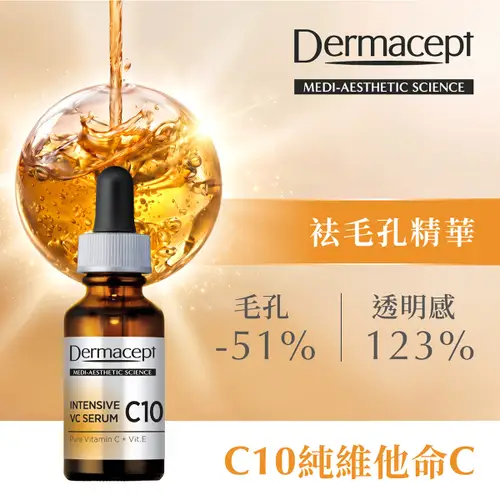 Dermacept
MEDI-AESTHETIC SCIENCE
袪毛孔精華
毛孔
-51%
透明感
123%
Dermacept
MEDI-AESTHETIC SCIENCE
INTENSIVE
VC SERUM C10
Pure Vitamin C + Vit.E
C10純維他命C